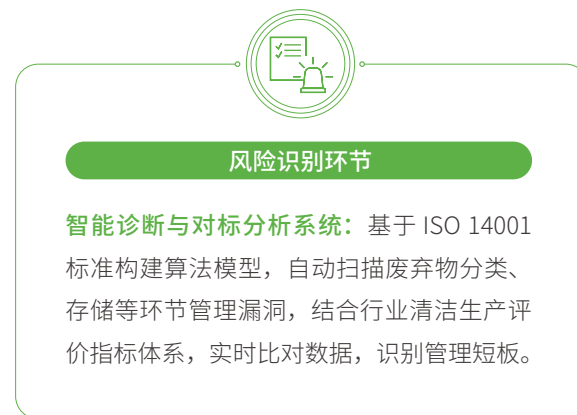 风险识别环节
智能诊断与对标分析系统：基于 ISO 14001
标准构建算法模型，自动扫描废弃物分类、
存储等环节管理漏洞，结合行业清洁生产评
价指标体系，实时比对数据，识别管理短板。